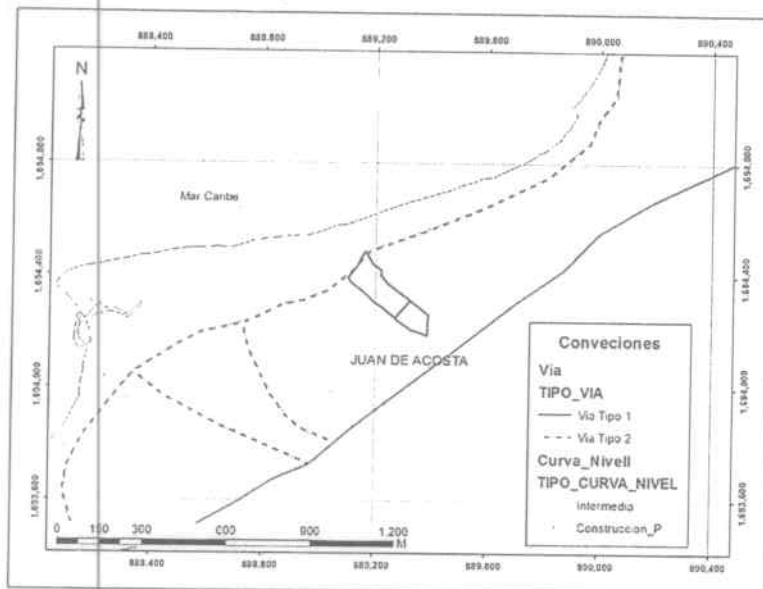 888,400 888,800 889,200 889,600 890,000 890,400
N
1,694,800 1,694,800
Mar Caribe
1,694,400 1,694,400
JUAN DE ACOSTA
1,694,000 1,694,000
Conveciones
Via
TIPO_VIA
Via Tipo 1
Via Tipo 2
Curva_Nivell
TIPO_CURVA_NIVEL
Intermedia
Construccion_P
1,693,600 1,693,600
0 150 300 600 900 1,200
M
888,400 888,800 889,200 889,600 890,000 890,400